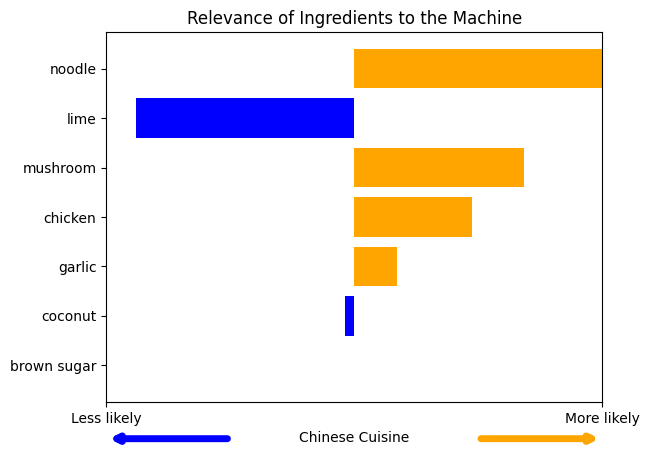 Relevance of Ingredients to the Machine
noodle
lime
mushroom
chicken
garlic
coconut
brown sugar
Less likely
More likely
Chinese Cuisine